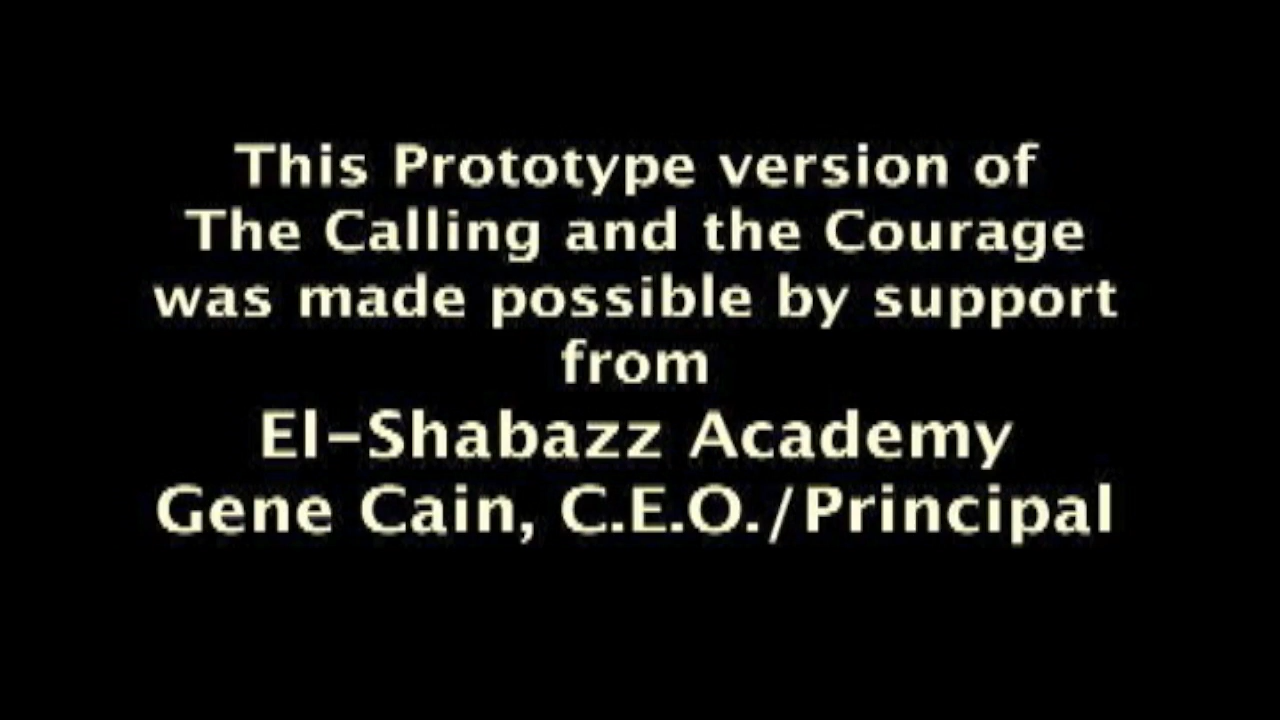 This Prototype version of
The Calling and the Courage
was made possible by support
from
El-Shabazz Academy
Gene Cain, C.E.O./Principal